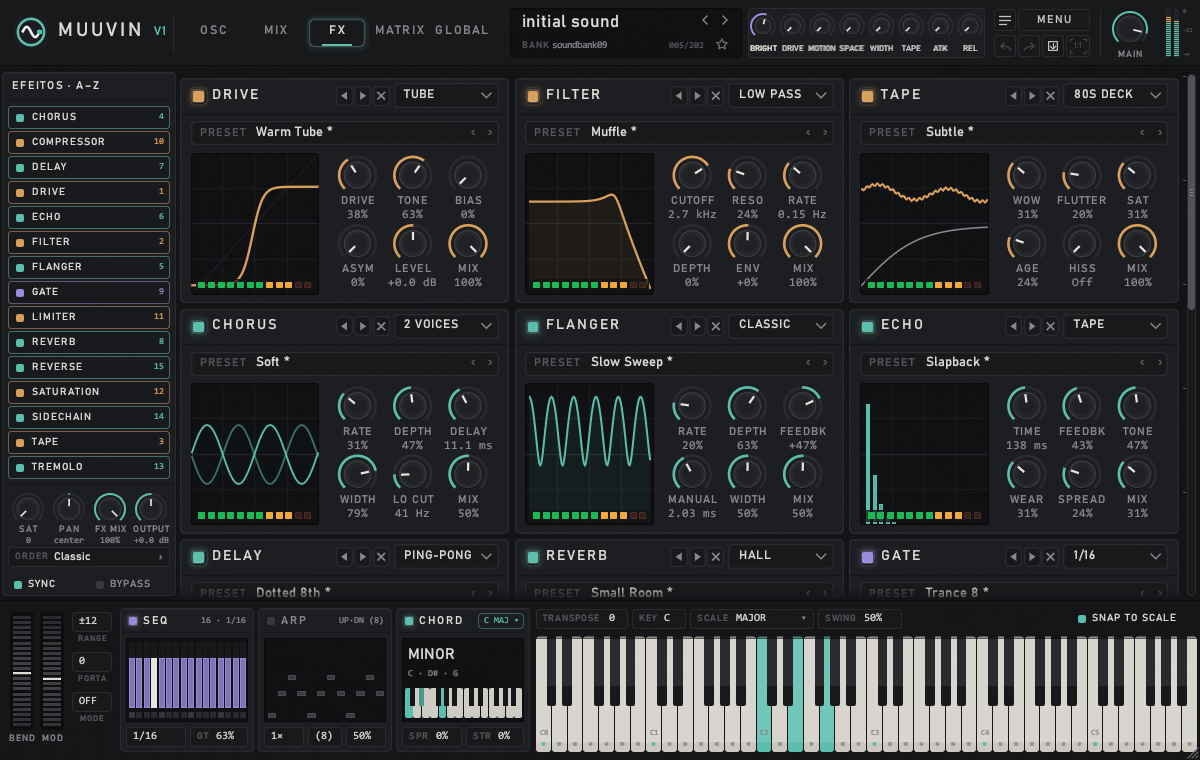 MUUVIN V1
OSC MIX FX MATRIX GLOBAL
initial sound
BANK soundbank09 005/202
BRIGHT DRIVE MOTION SPACE WIDTH TAPE ATK REL
MENU
1:1
MAIN
EFEITOS · A–Z
CHORUS 4
COMPRESSOR 10
DELAY 7
DRIVE 1
ECHO 6
FILTER 2
FLANGER 5
GATE 9
LIMITER 11
REVERB 8
REVERSE 15
SATURATION 12
SIDECHAIN 14
TAPE 3
TREMOLO 13
SAT PAN FX MIX OUTPUT
0 center 100% +0.0 dB
ORDER Classic ›
SYNC BYPASS
DRIVE TUBE
PRESET Warm Tube * ‹ ›
DRIVE TONE BIAS
38% 63% 0%
ASYM LEVEL MIX
0% +0.0 dB 100%
FILTER LOW PASS
PRESET Muffle * ‹ ›
CUTOFF RESO RATE
2.7 kHz 24% 0.15 Hz
DEPTH ENV MIX
0% +0% 100%
TAPE 80S DECK
PRESET Subtle * ‹ ›
WOW FLUTTER SAT
31% 20% 31%
AGE HISS MIX
24% Off 100%
CHORUS 2 VOICES
PRESET Soft * ‹ ›
RATE DEPTH DELAY
31% 47% 11.1 ms
WIDTH LO CUT MIX
79% 41 Hz 50%
FLANGER CLASSIC
PRESET Slow Sweep * ‹ ›
RATE DEPTH FEEDBK
20% 63% +47%
MANUAL WIDTH MIX
2.03 ms 50% 50%
ECHO TAPE
PRESET Slapback * ‹ ›
TIME FEEDBK TONE
138 ms 43% 47%
WEAR SPREAD MIX
31% 24% 31%
DELAY PING-PONG
PRESET Dotted 8th * ‹ ›
REVERB HALL
PRESET Small Room * ‹ ›
GATE 1/16
PRESET Trance 8 * ‹ ›
BEND MOD
±12
RANGE
0
PORTA
OFF
MODE
SEQ 16 · 1/16
1/16 GT 63%
ARP UP-DN (8)
1× (8) 50%
CHORD C MAJ
MINOR
C · D# · G
SPR 0% STR 0%
TRANSPOSE 0 KEY C SCALE MAJOR SWING 50% SNAP TO SCALE
C0 C1 C2 C3 C4 C5